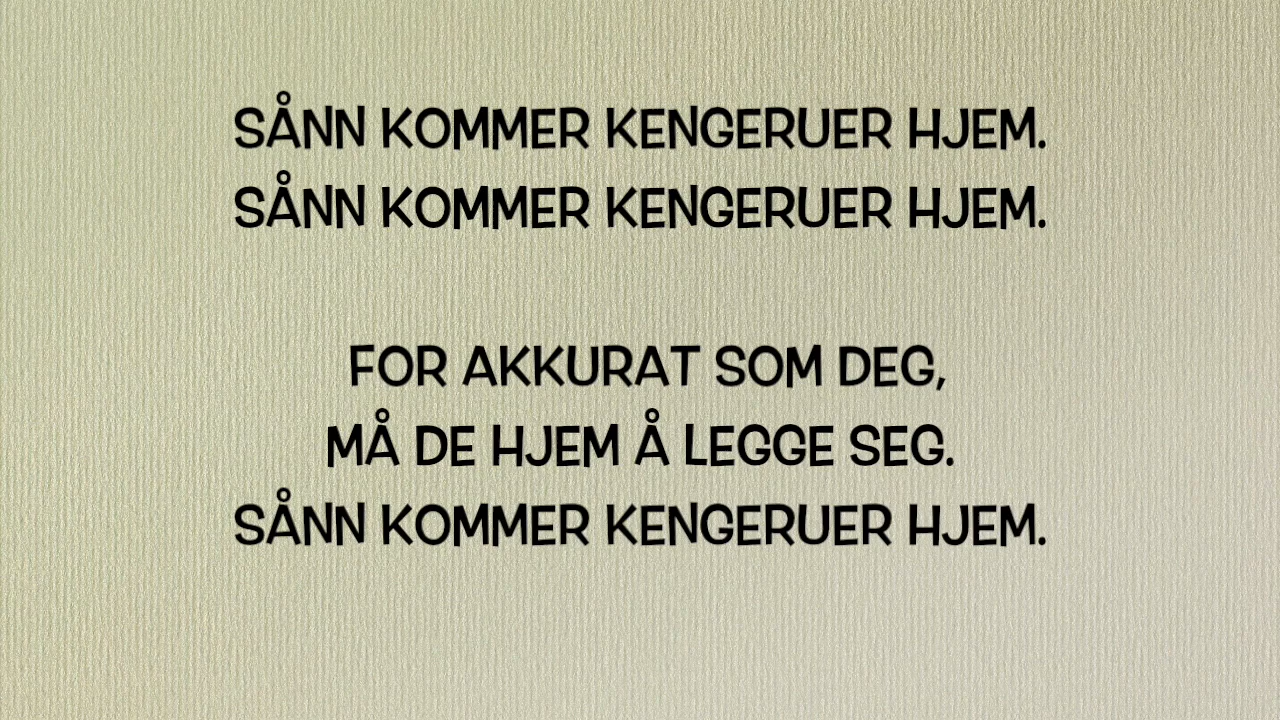 SÅNN KOMMER KENGERUER HJEM.
SÅNN KOMMER KENGERUER HJEM.
FOR AKKURAT SOM DEG,
MÅ DE HJEM Å LEGGE SEG.
SÅNN KOMMER KENGERUER HJEM.